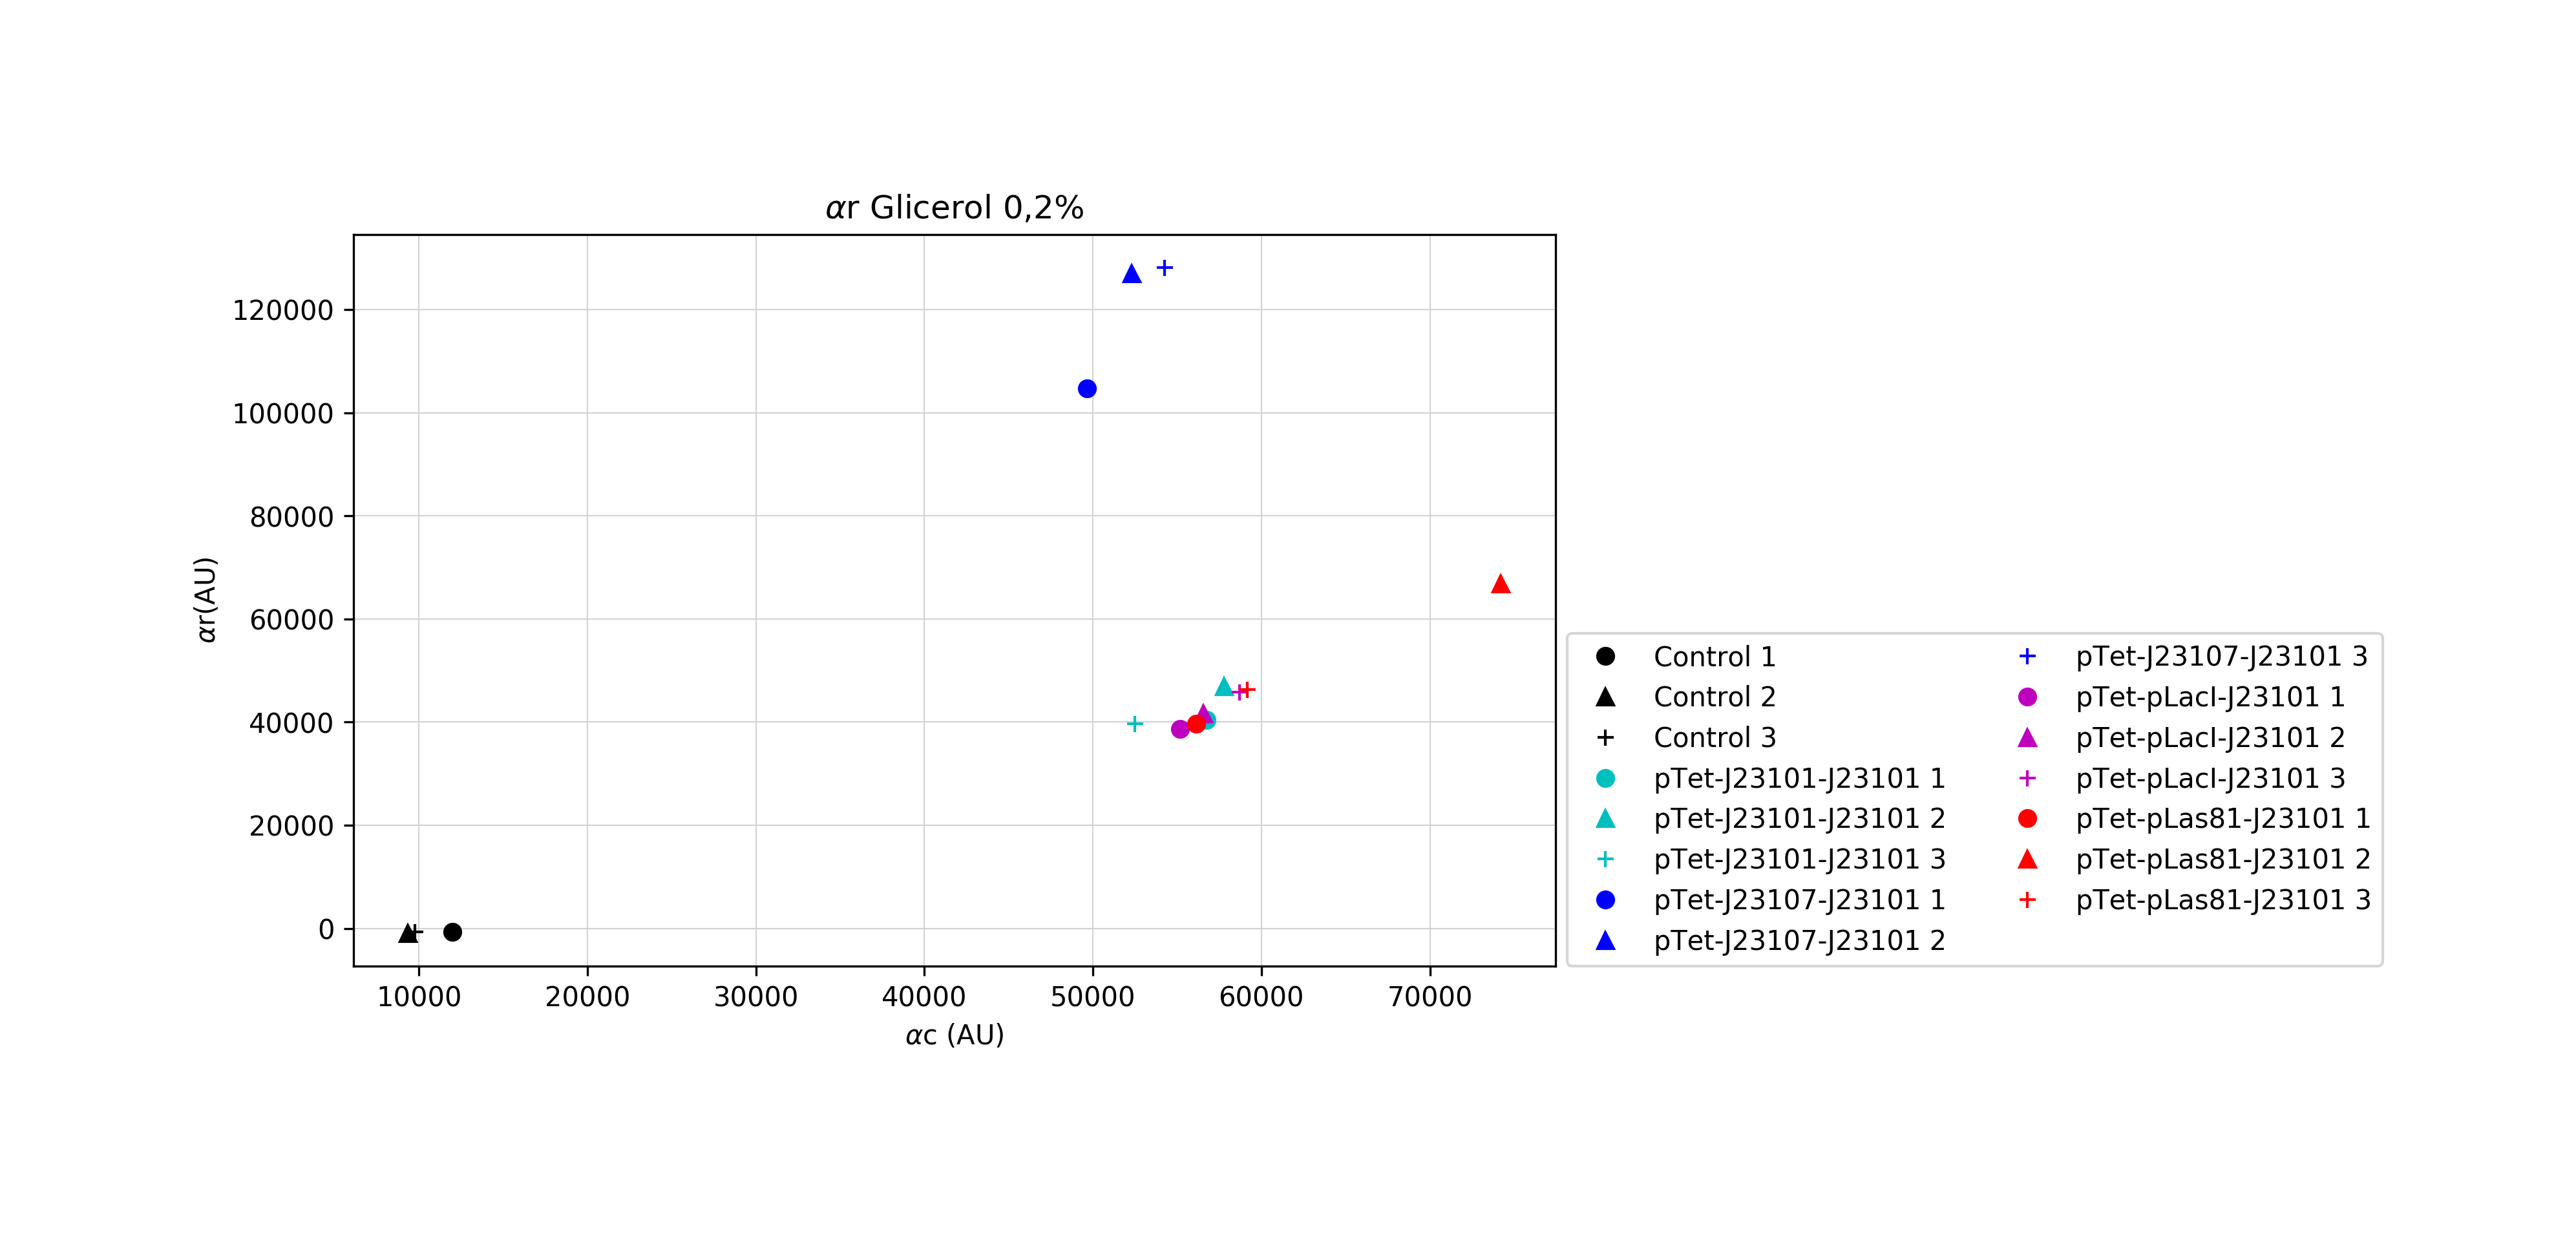 αr Glicerol 0,2%
αr(AU)
120000
100000
80000
60000
40000
20000
0
10000 20000 30000 40000 50000 60000 70000
αc (AU)
Control 1
Control 2
Control 3
pTet-J23101-J23101 1
pTet-J23101-J23101 2
pTet-J23101-J23101 3
pTet-J23107-J23101 1
pTet-J23107-J23101 2
pTet-J23107-J23101 3
pTet-pLacI-J23101 1
pTet-pLacI-J23101 2
pTet-pLacI-J23101 3
pTet-pLas81-J23101 1
pTet-pLas81-J23101 2
pTet-pLas81-J23101 3